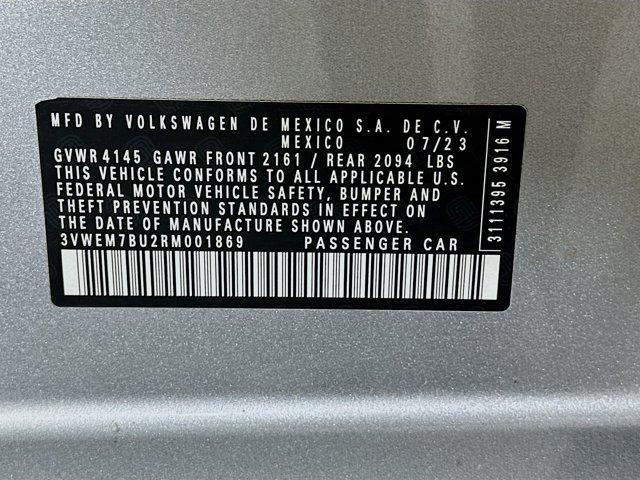 MFD BY VOLKSWAGEN DE MEXICO S.A. DE C.V.
MEXICO 07/23
GVWR 4145 GAWR FRONT 2161 / REAR 2094 LBS
THIS VEHICLE CONFORMS TO ALL APPLICABLE U.S.
FEDERAL MOTOR VEHICLE SAFETY, BUMPER AND
THEFT PREVENTION STANDARDS IN EFFECT ON
THE DATE OF MANUFACTURE SHOWN ABOVE.
3VWEM7BU2RM001869 PASSENGER CAR
3111395 3916 M